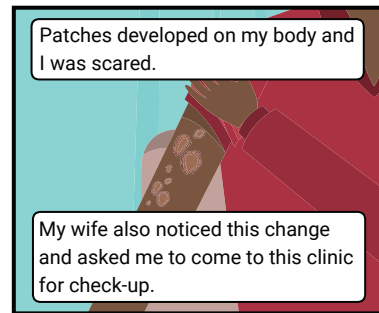 Patches developed on my body and
I was scared.
My wife also noticed this change
and asked me to come to this clinic
for check-up.